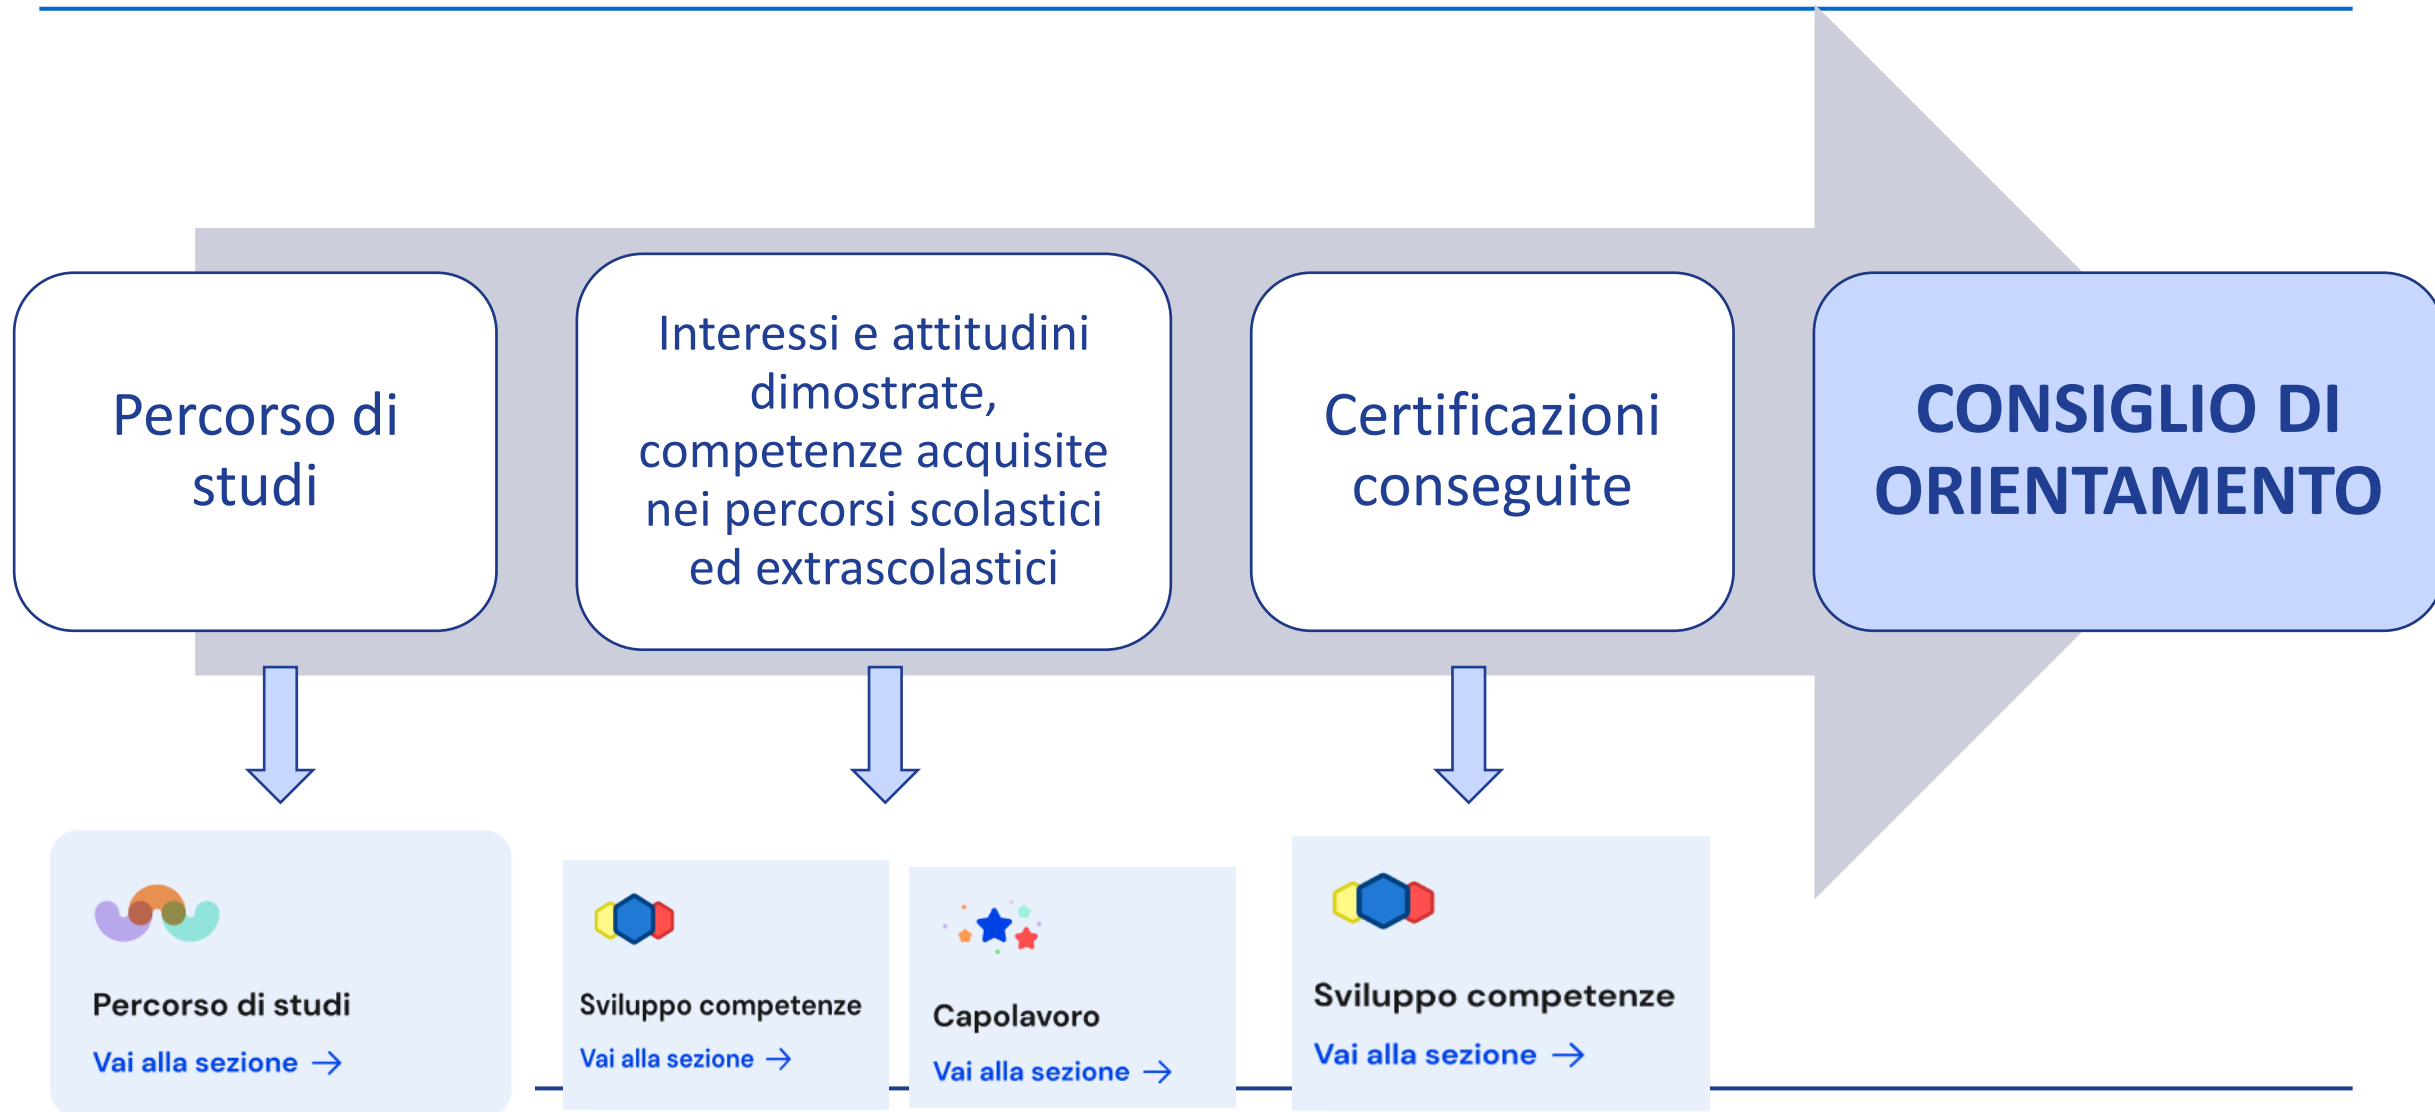 Percorso di
studi
Interessi e attitudini
dimostrate,
competenze acquisite
nei percorsi scolastici
ed extrascolastici
Certificazioni
conseguite
CONSIGLIO DI
ORIENTAMENTO
Percorso di studi
Vai alla sezione →
Sviluppo competenze
Vai alla sezione →
Capolavoro
Vai alla sezione →
Sviluppo competenze
Vai alla sezione →